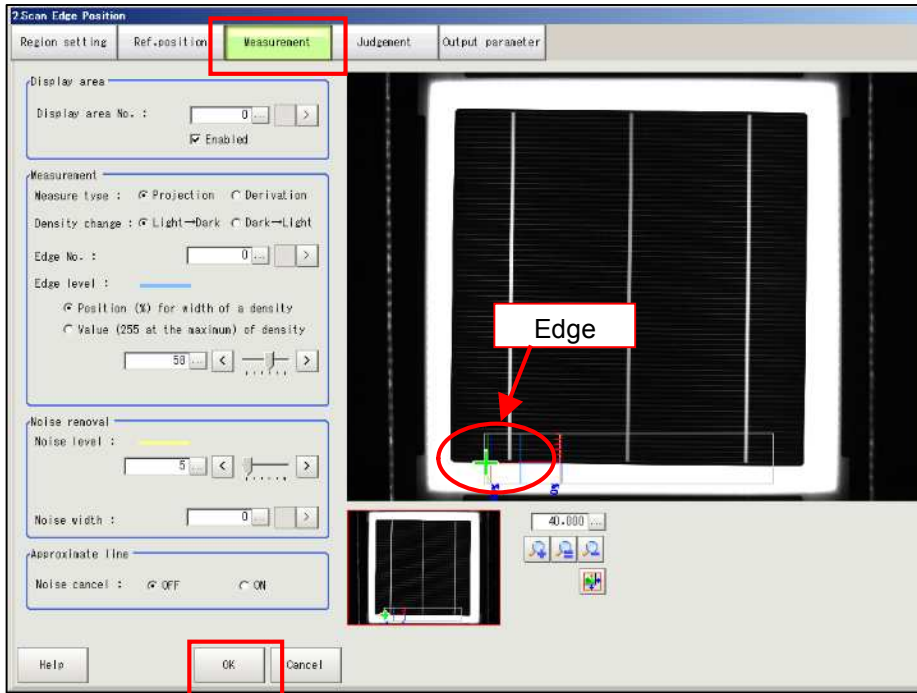 2.Scan Edge Position
Region setting Ref.position Measurement Judgement Output parameter
Display area
Display area No. : 0 ... >
Enabled
Measurement
Measure type : Projection Derivation
Density change : Light→Dark Dark→Light
Edge No. : 0 ... >
Edge level :
Position (%) for width of a density
Value (255 at the maximum) of density
50 ... < >
Noise removal
Noise level :
5 ... < >
Noise width : 0 ... >
Approximate line
Noise cancel : OFF ON
Edge
40.000 ...
Help OK Cancel